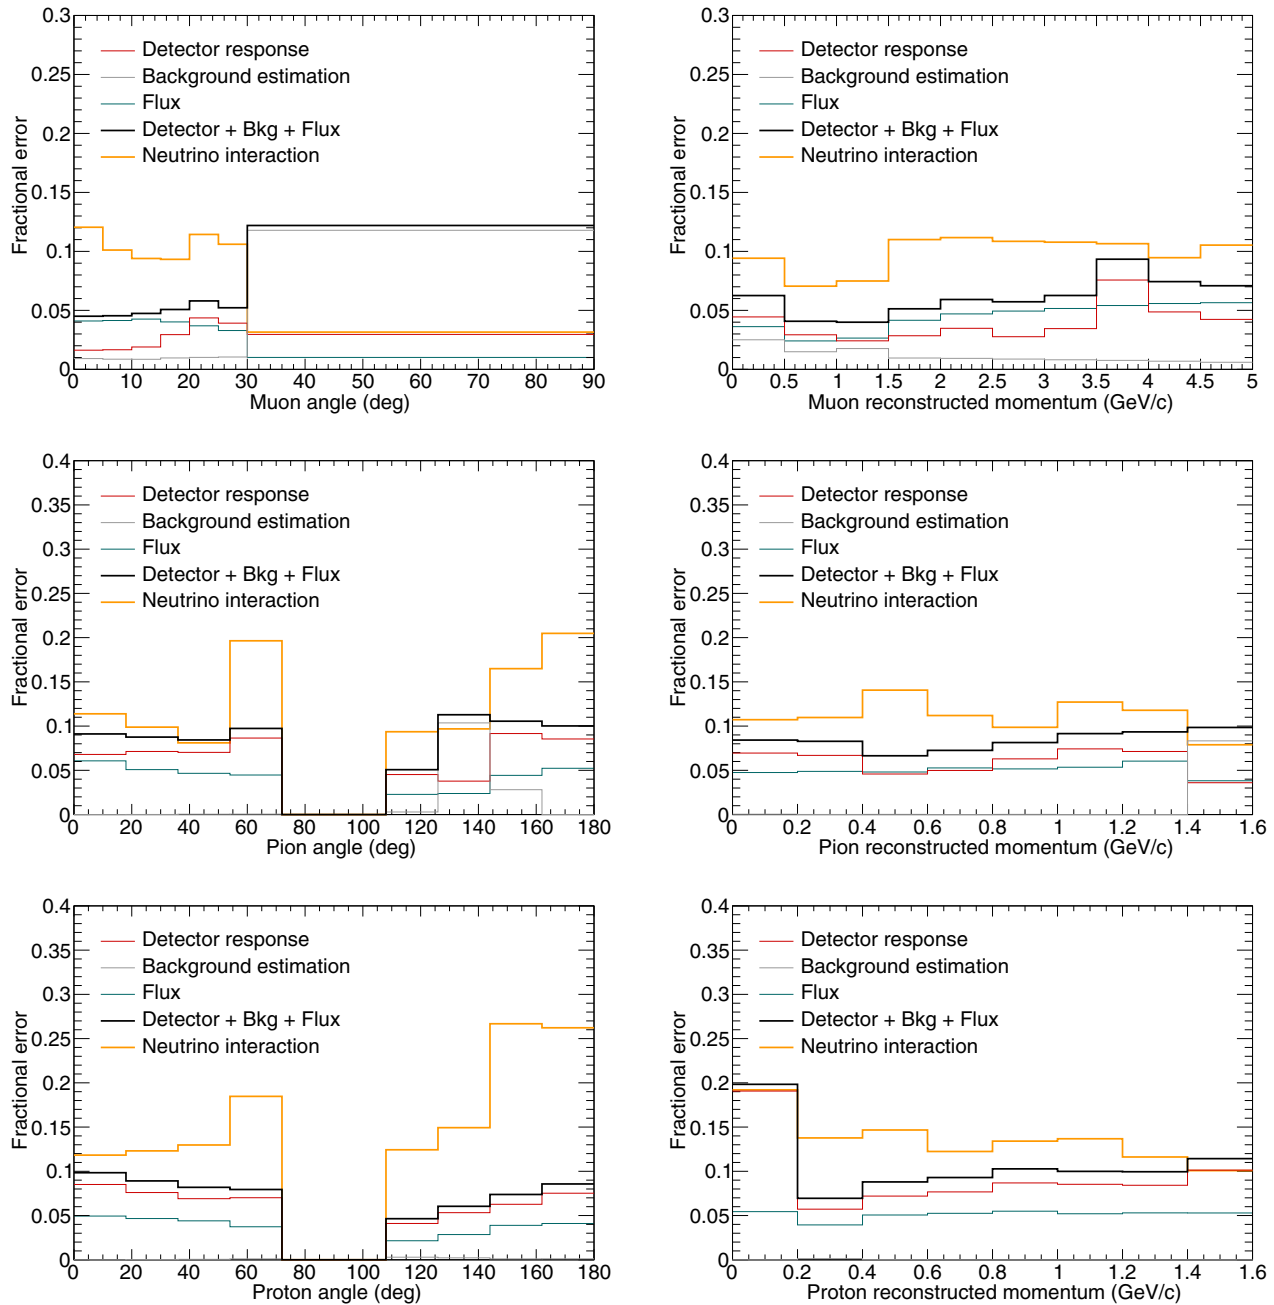 0.3
0.25
0.2
0.15
0.1
0.05
0
Fractional error
Detector response
Background estimation
Flux
Detector + Bkg + Flux
Neutrino interaction
0 10 20 30 40 50 60 70 80 90
Muon angle (deg)
0.3
0.25
0.2
0.15
0.1
0.05
0
Fractional error
Detector response
Background estimation
Flux
Detector + Bkg + Flux
Neutrino interaction
0 0.5 1 1.5 2 2.5 3 3.5 4 4.5 5
Muon reconstructed momentum (GeV/c)
0.4
0.35
0.3
0.25
0.2
0.15
0.1
0.05
0
Fractional error
Detector response
Background estimation
Flux
Detector + Bkg + Flux
Neutrino interaction
0 20 40 60 80 100 120 140 160 180
Pion angle (deg)
0.4
0.35
0.3
0.25
0.2
0.15
0.1
0.05
0
Fractional error
Detector response
Background estimation
Flux
Detector + Bkg + Flux
Neutrino interaction
0 0.2 0.4 0.6 0.8 1 1.2 1.4 1.6
Pion reconstructed momentum (GeV/c)
0.4
0.35
0.3
0.25
0.2
0.15
0.1
0.05
0
Fractional error
Detector response
Background estimation
Flux
Detector + Bkg + Flux
Neutrino interaction
0 20 40 60 80 100 120 140 160 180
Proton angle (deg)
0.4
0.35
0.3
0.25
0.2
0.15
0.1
0.05
0
Fractional error
Detector response
Background estimation
Flux
Detector + Bkg + Flux
Neutrino interaction
0 0.2 0.4 0.6 0.8 1 1.2 1.4 1.6
Proton reconstructed momentum (GeV/c)